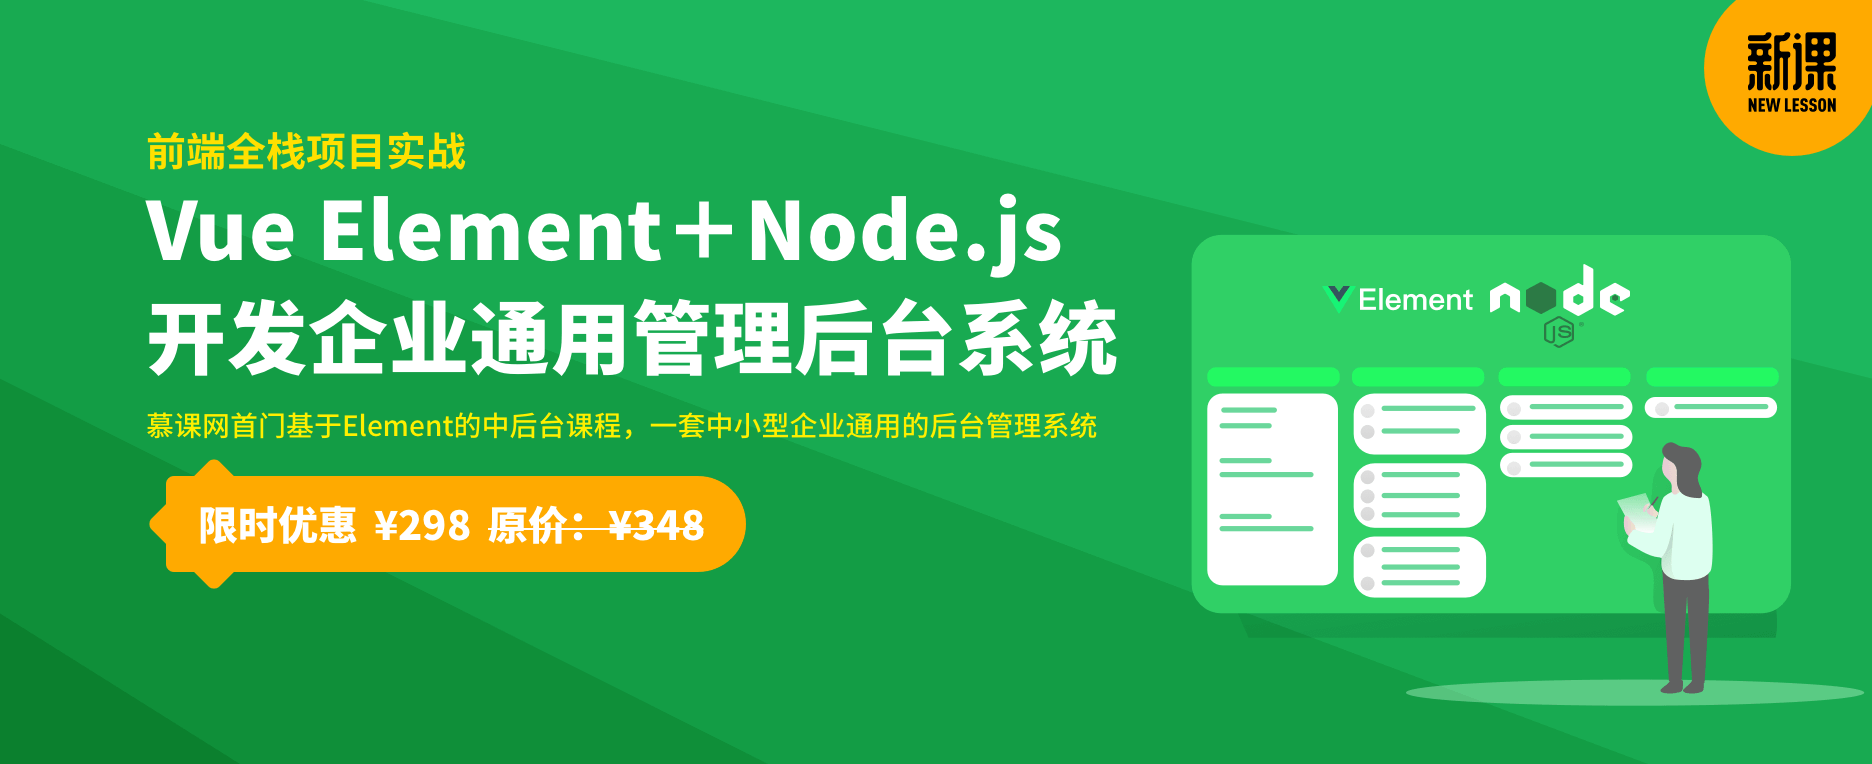 新课
NEW LESSON
前端全栈项目实战
Vue Element＋Node.js
开发企业通用管理后台系统
慕课网首门基于Element的中后台课程，一套中小型企业通用的后台管理系统
限时优惠 ¥298 原价：¥348
Element node
JS